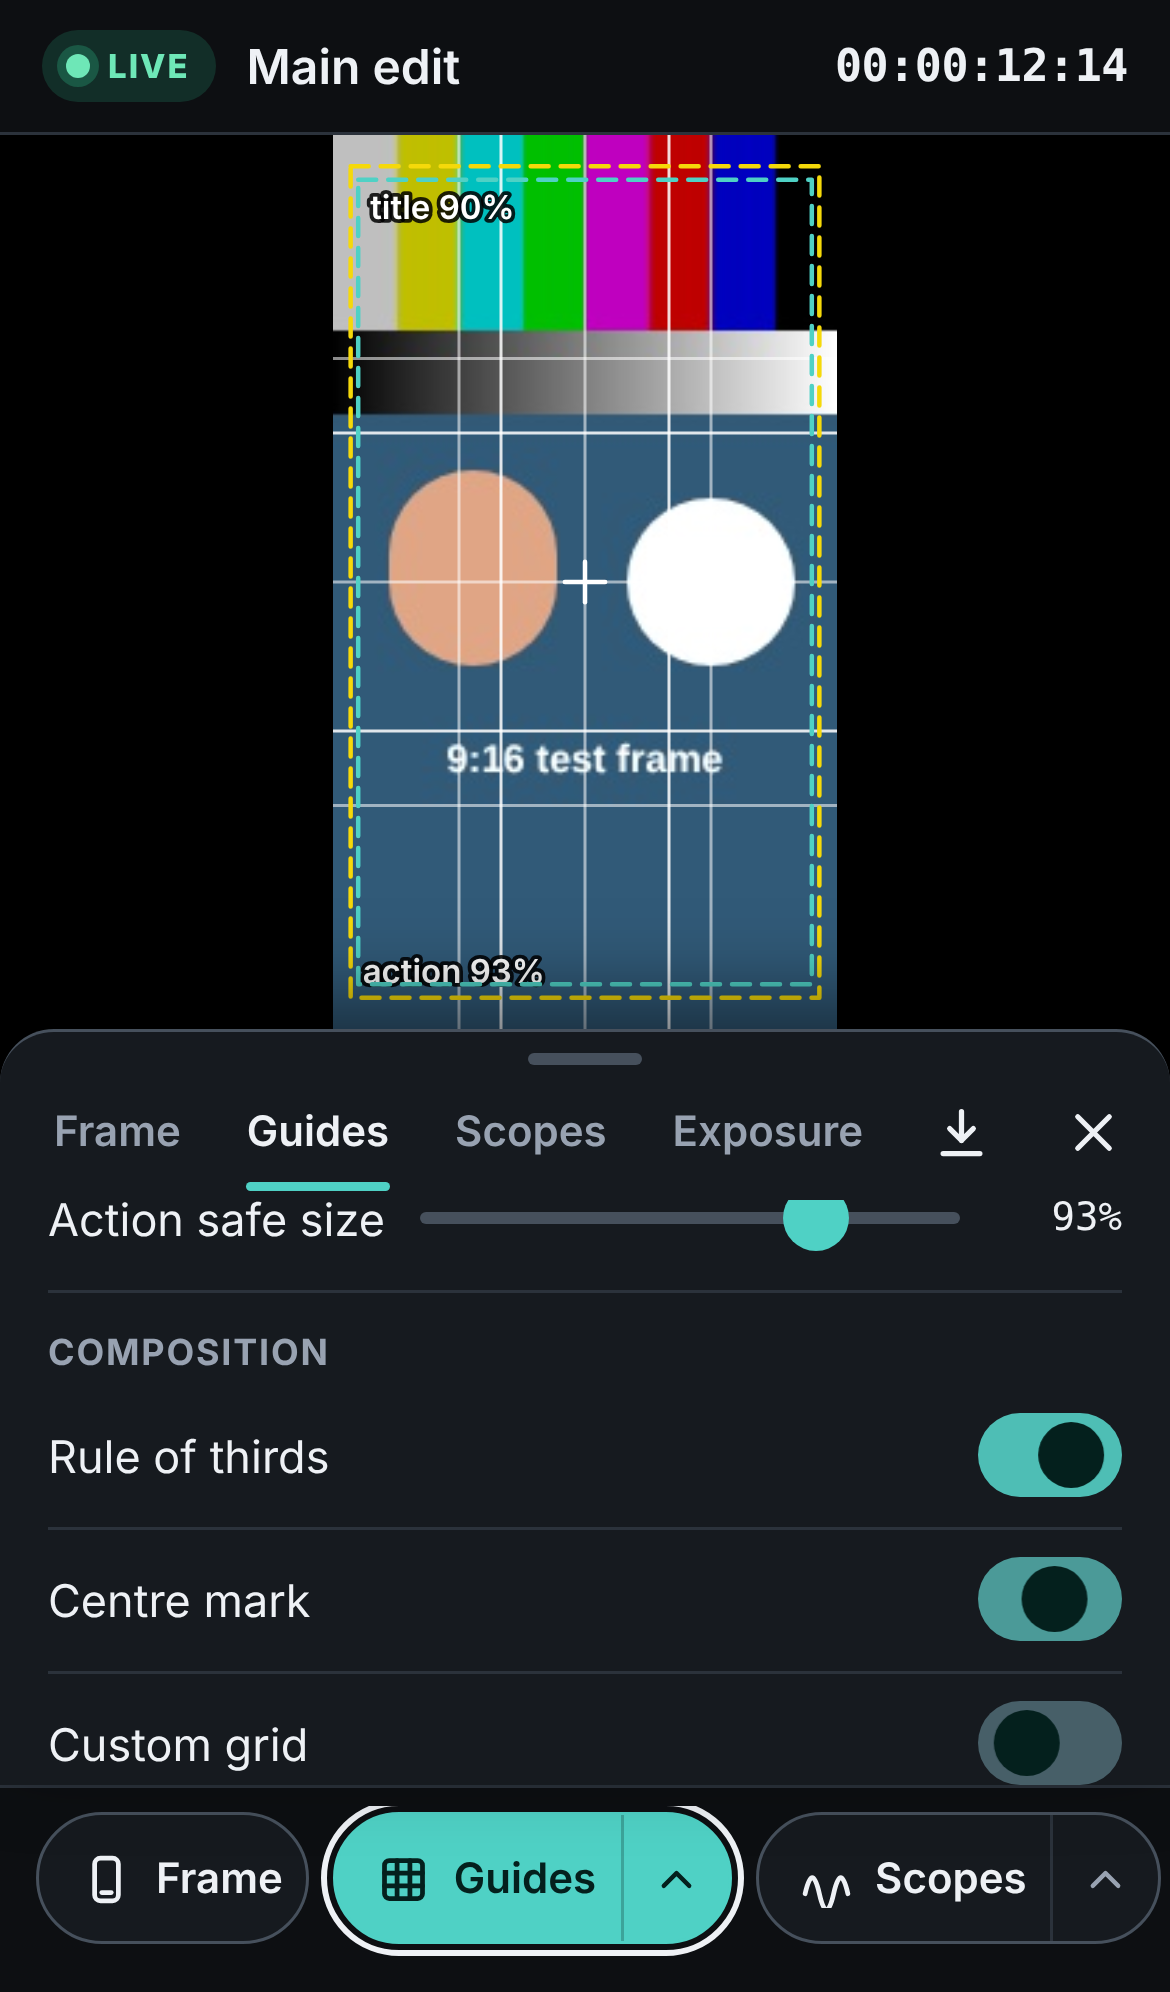 LIVE Main edit 00:00:12:14
title 90%
9:16 test frame
action 93%
Frame Guides Scopes Exposure
Action safe size 93%
COMPOSITION
Rule of thirds
Centre mark
Custom grid
Frame Guides Scopes